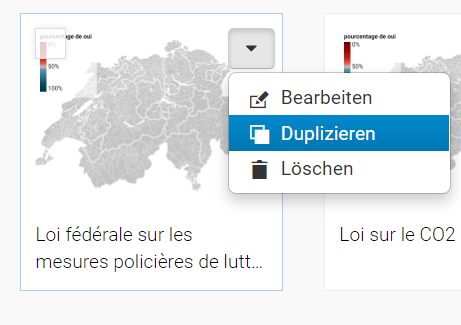 pourcentage de oui
0%
50%
100%
Bearbeiten
Duplizieren
Löschen
Loi fédérale sur les
mesures policières de lutt...
pourcentage de oui
0%
50%
100%
Loi sur le CO2